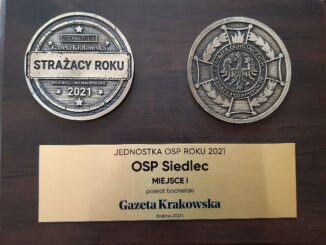 Gazeta Krakowska
STRAŻACY ROKU
2021
JEDNOSTKA OSP ROKU 2021
OSP Siedlec
MIEJSCE I
powiat bocheński
Gazeta Krakowska
Kraków, 2021 r.